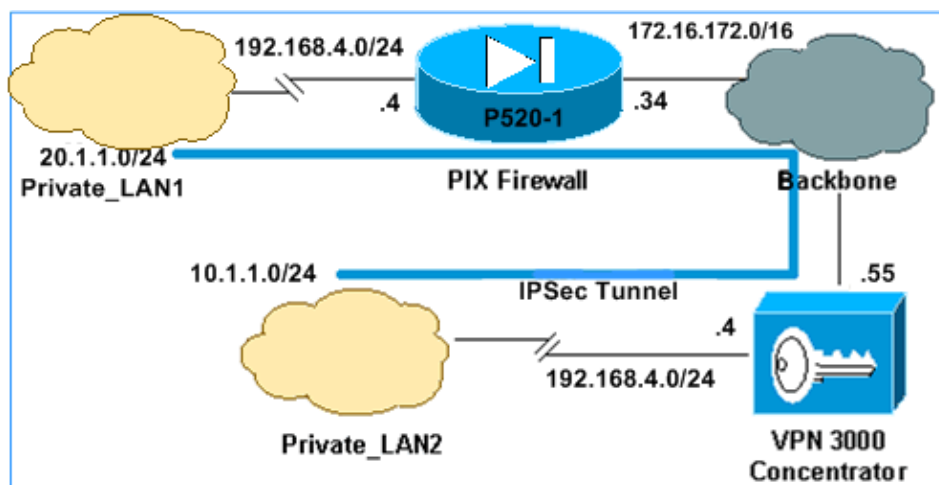 192.168.4.0/24
172.16.172.0/16
.4
.34
P520-1
20.1.1.0/24
Private_LAN1
PIX Firewall
Backbone
10.1.1.0/24
IPSec Tunnel
.55
.4
192.168.4.0/24
Private_LAN2
VPN 3000
Concentrator